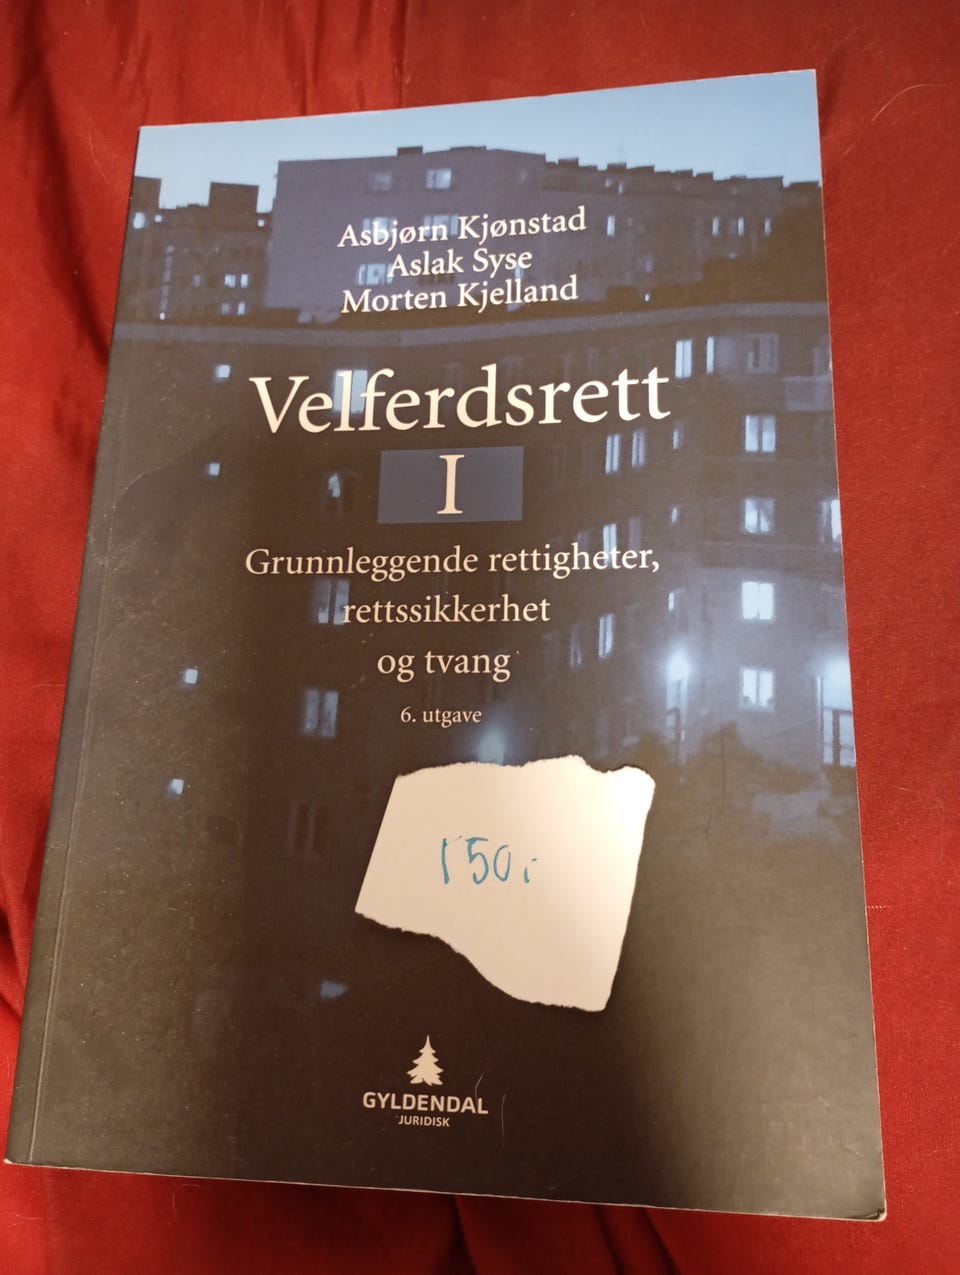 Asbjørn Kjønstad
Aslak Syse
Morten Kjelland
Velferdsrett
I
Grunnleggende rettigheter,
rettssikkerhet
og tvang
6. utgave
150,-
GYLDENDAL
JURIDISK